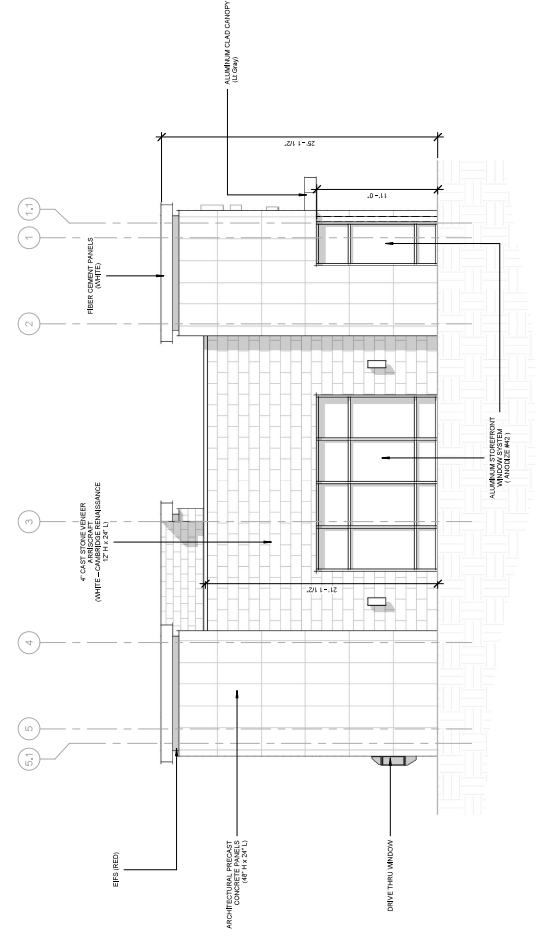 5.1
5
4
3
2
1
1.1
EIFS (RED)
4" CAST STONE VENEER
ARRISCRAFT
(WHITE – CAMBRIDGE RENAISSANCE
12" H x 24" L)
FIBER CEMENT PANELS
(WHITE)
ALUMINUM CLAD CANOPY
(Lt Gray)
25' - 1 1/2"
21' - 1 1/2"
11' - 0"
ARCHITECTURAL PRECAST
CONCRETE PANELS
(48" H x 24" L)
DRIVE THRU WINDOW
ALUMINUM STOREFRONT
WINDOW SYSTEM
( ANODIZE #42 )